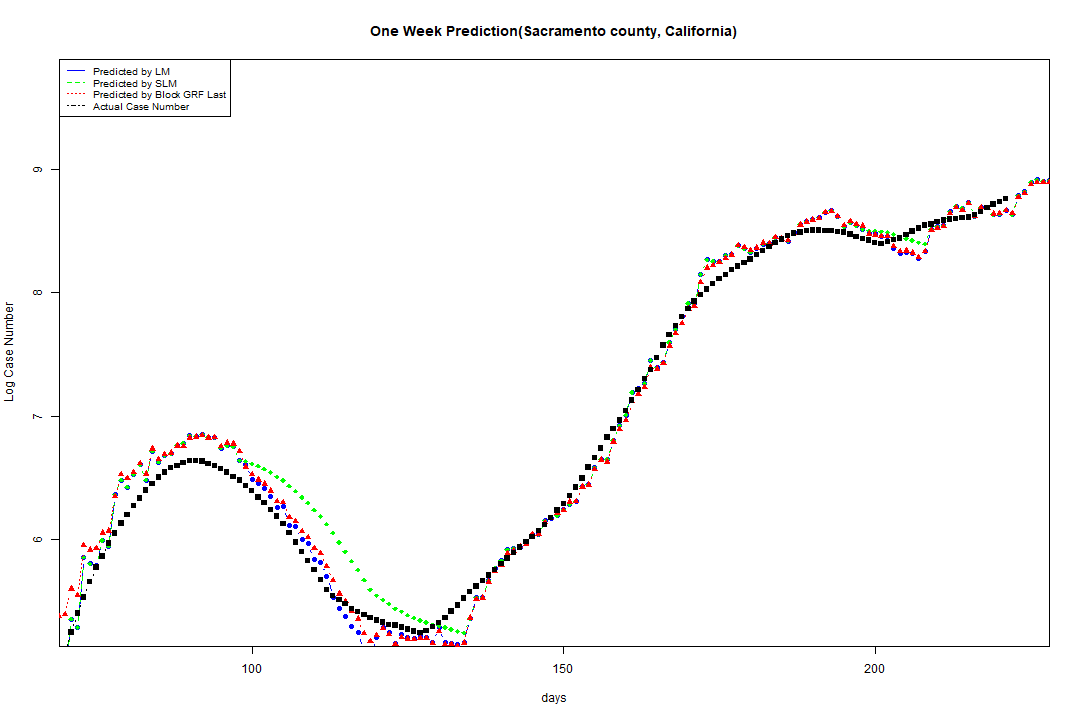 One Week Prediction(Sacramento county, California)
Predicted by LM
Predicted by SLM
Predicted by Block GRF Last
Actual Case Number
9
8
7
6
Log Case Number
100 150 200
days